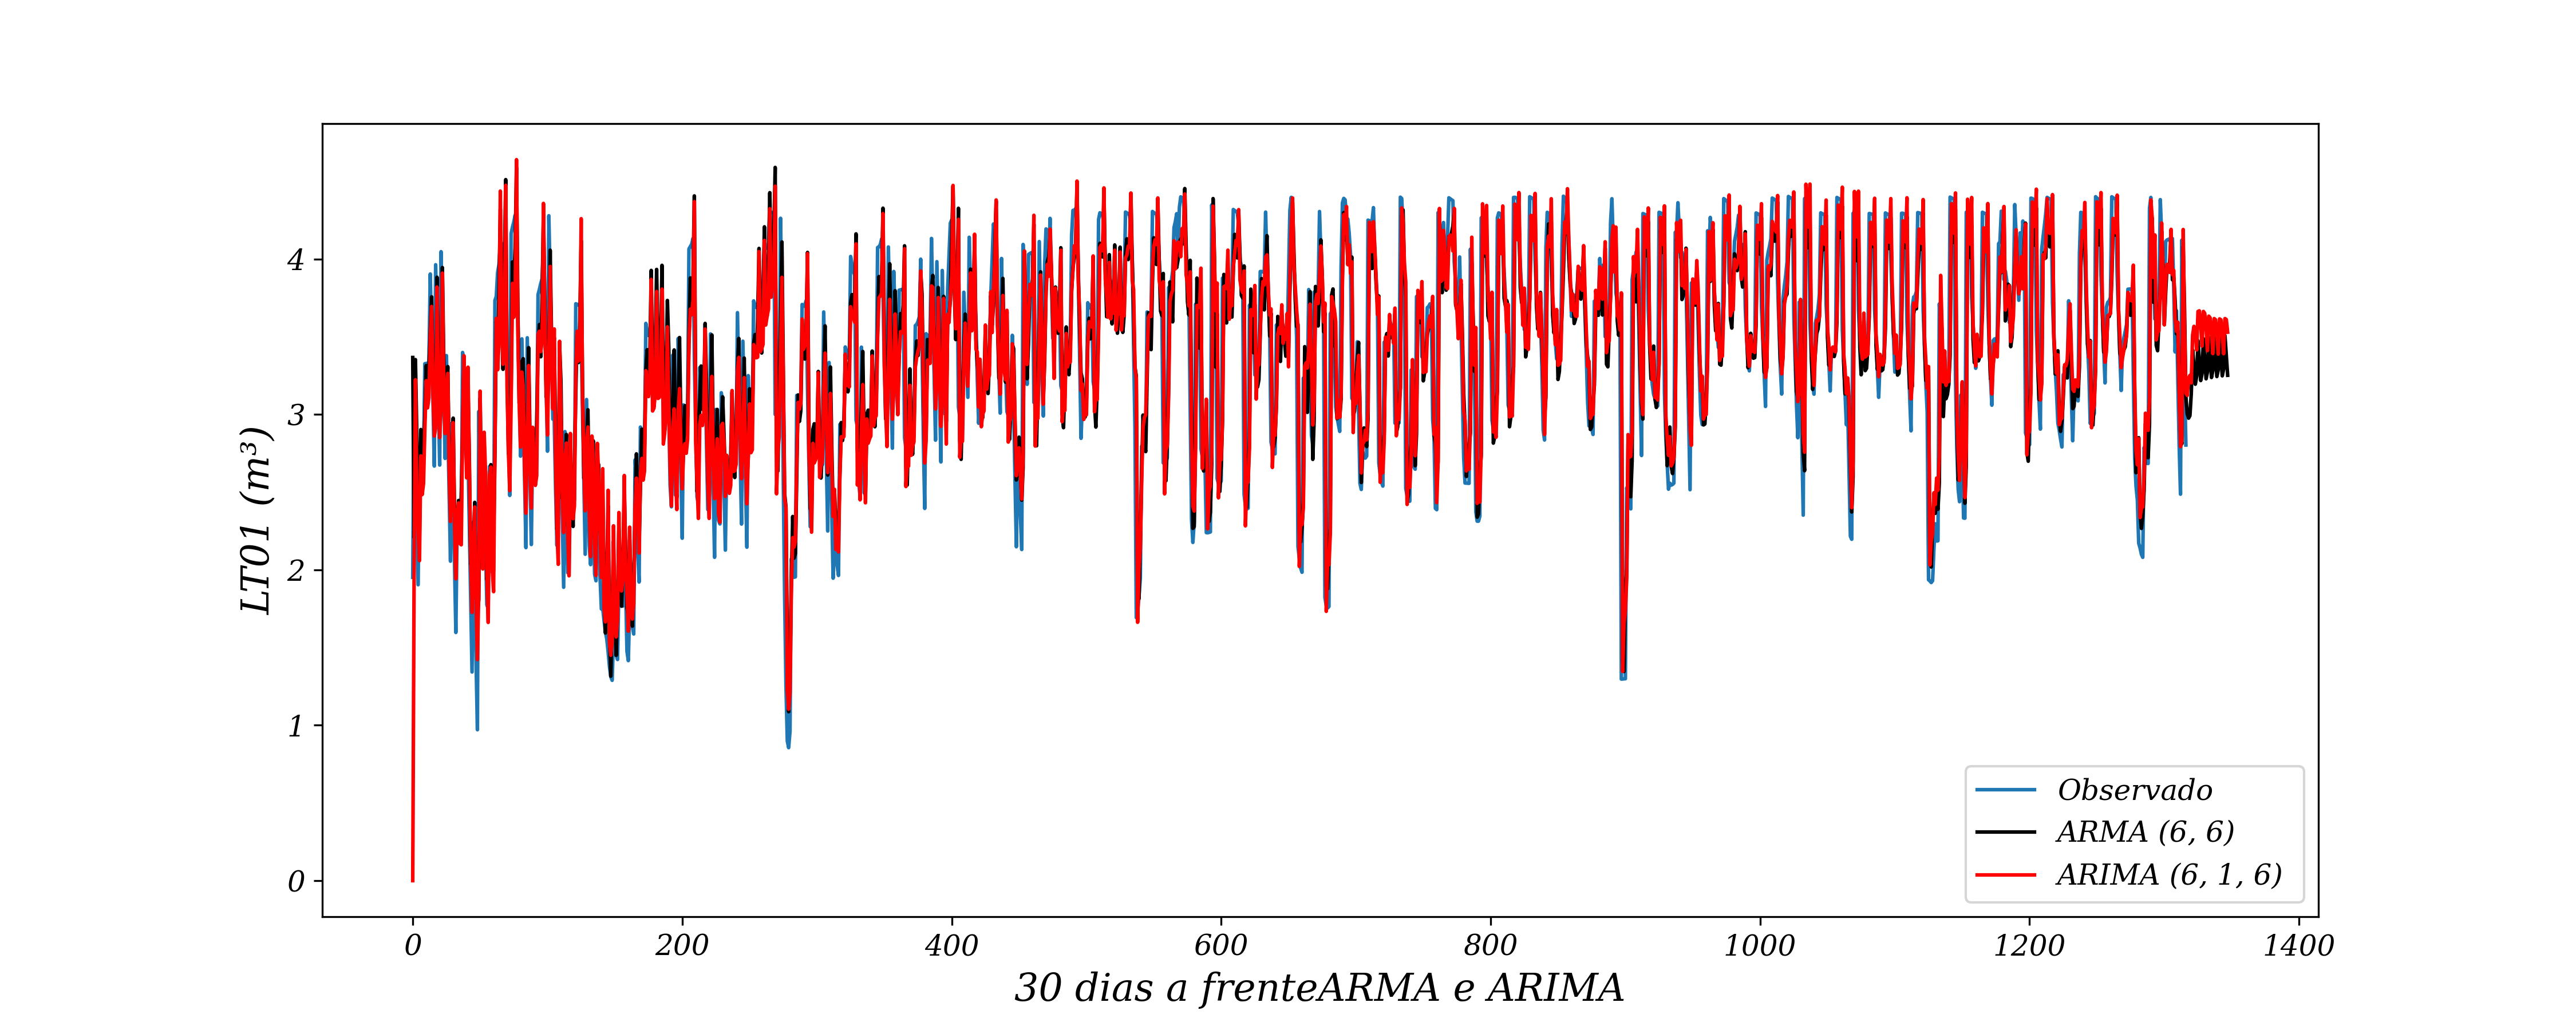 4
3
2
1
0
LT01 (m³)
0 200 400 600 800 1000 1200 1400
30 dias a frenteARMA e ARIMA
Observado
ARMA (6, 6)
ARIMA (6, 1, 6)